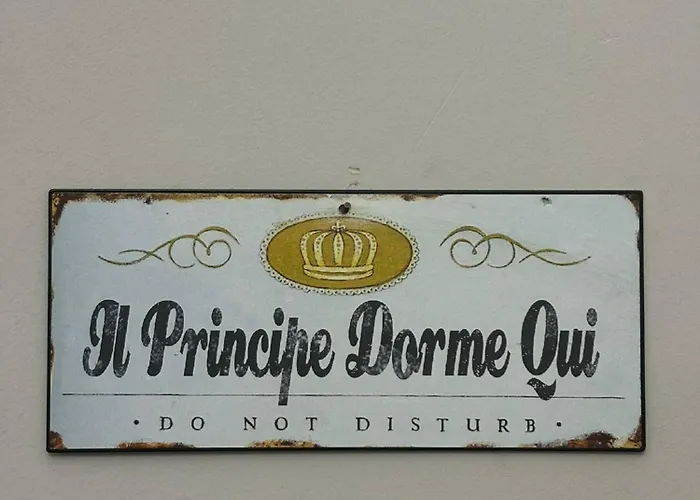 Il Principe Dorme Qui
• DO NOT DISTURB •